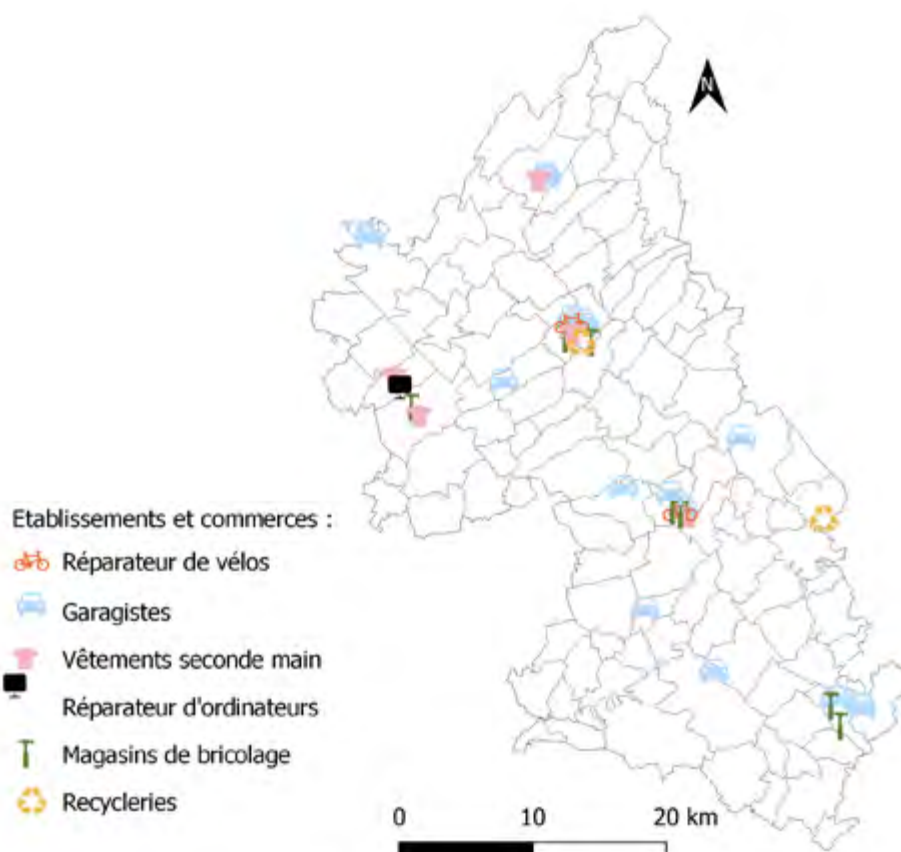 N
Etablissements et commerces :
Réparateur de vélos
Garagistes
Vêtements seconde main
Réparateur d'ordinateurs
Magasins de bricolage
Recycleries
0 10 20 km